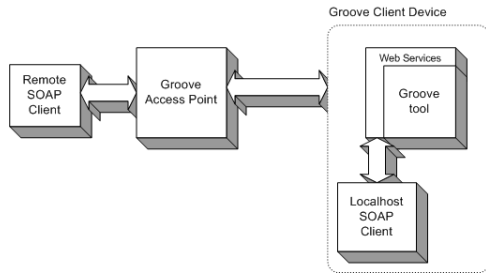 Groove Client Device
Remote
SOAP
Client
Groove
Access Point
Web Services
Groove
tool
Localhost
SOAP
Client